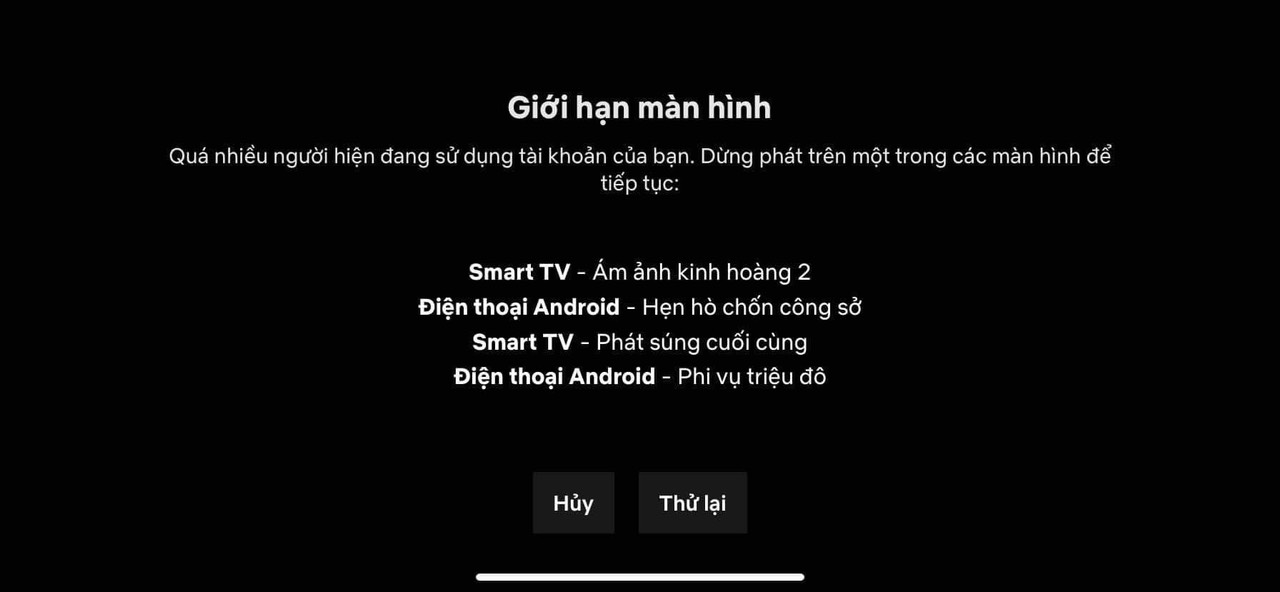 Giới hạn màn hình
Quá nhiều người hiện đang sử dụng tài khoản của bạn. Dừng phát trên một trong các màn hình để
tiếp tục:
Smart TV - Ám ảnh kinh hoàng 2
Điện thoại Android - Hẹn hò chốn công sở
Smart TV - Phát súng cuối cùng
Điện thoại Android - Phi vụ triệu đô
Hủy
Thử lại